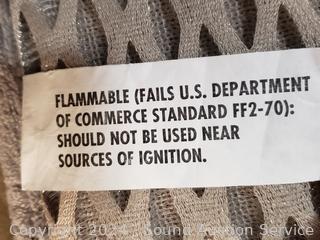 FLAMMABLE (FAILS U.S. DEPARTMENT
OF COMMERCE STANDARD FF2-70):
SHOULD NOT BE USED NEAR
SOURCES OF IGNITION.
Copyright 2024 - Sound Auction Service